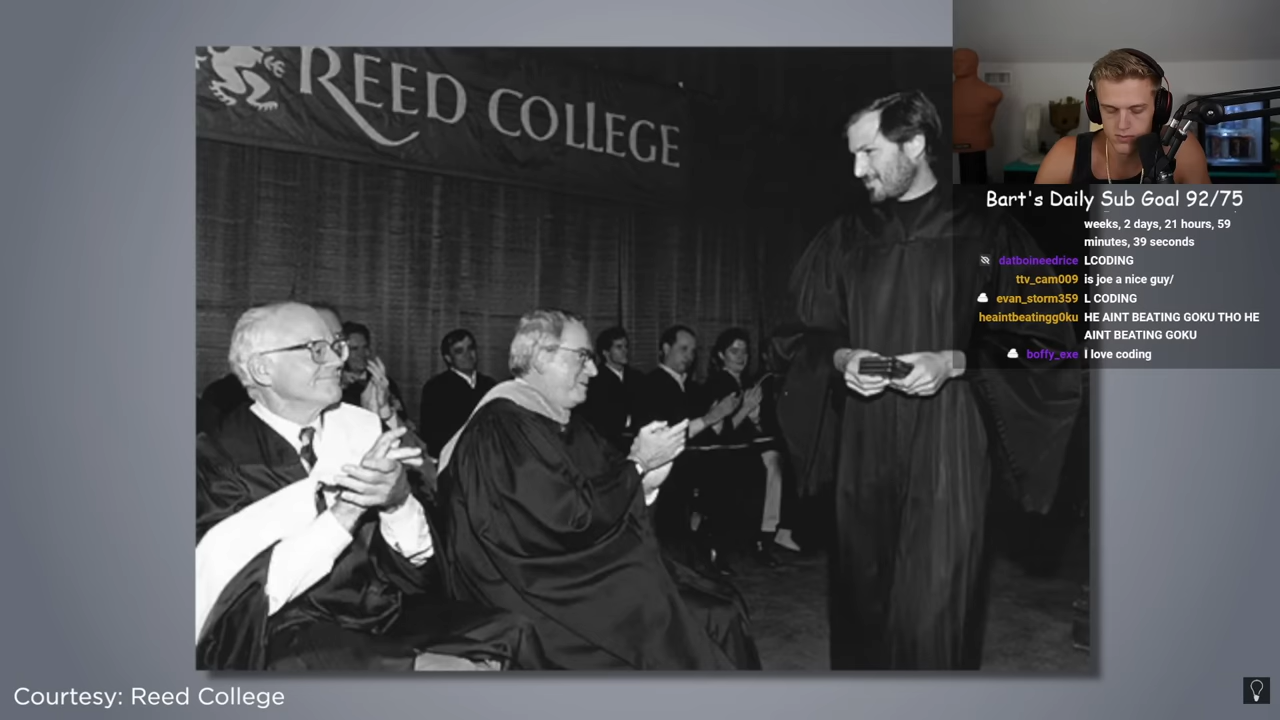 REED COLLEGE
Bart's Daily Sub Goal 92/75
weeks, 2 days, 21 hours, 59
minutes, 39 seconds
datboineedrice LCODING
ttv_cam009 is joe a nice guy/
evan_storm359 L CODING
heaintbeatingg0ku HE AINT BEATING GOKU THO HE
AINT BEATING GOKU
boffy_exe I love coding
Courtesy: Reed College